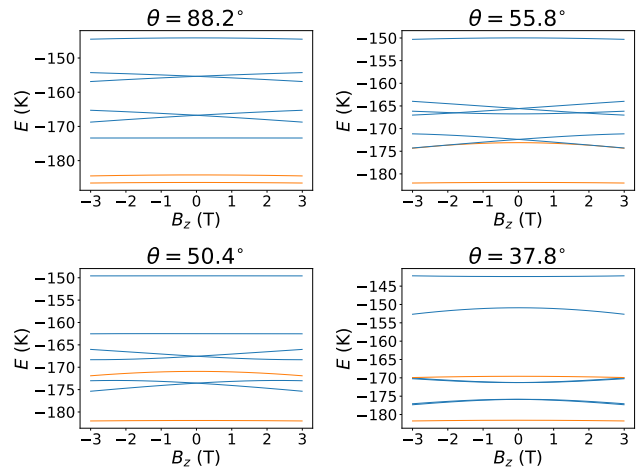 θ = 88.2°
θ = 55.8°
E (K)
−150
−160
−170
−180
−3 −2 −1 0 1 2 3
B_z (T)
E (K)
−150
−155
−160
−165
−170
−175
−180
−3 −2 −1 0 1 2 3
B_z (T)
θ = 50.4°
θ = 37.8°
E (K)
−150
−155
−160
−165
−170
−175
−180
−3 −2 −1 0 1 2 3
B_z (T)
E (K)
−145
−150
−155
−160
−165
−170
−175
−180
−3 −2 −1 0 1 2 3
B_z (T)